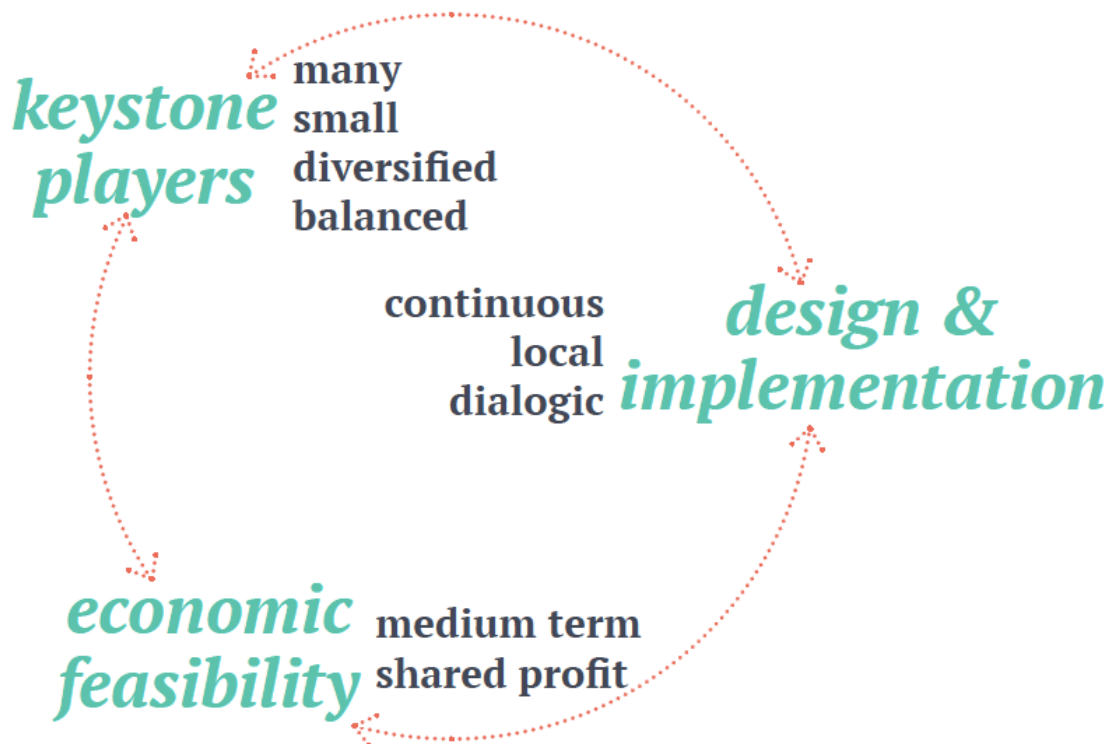 keystone
players
many
small
diversified
balanced
continuous
local
dialogic
design &
implementation
economic
feasibility
medium term
shared profit